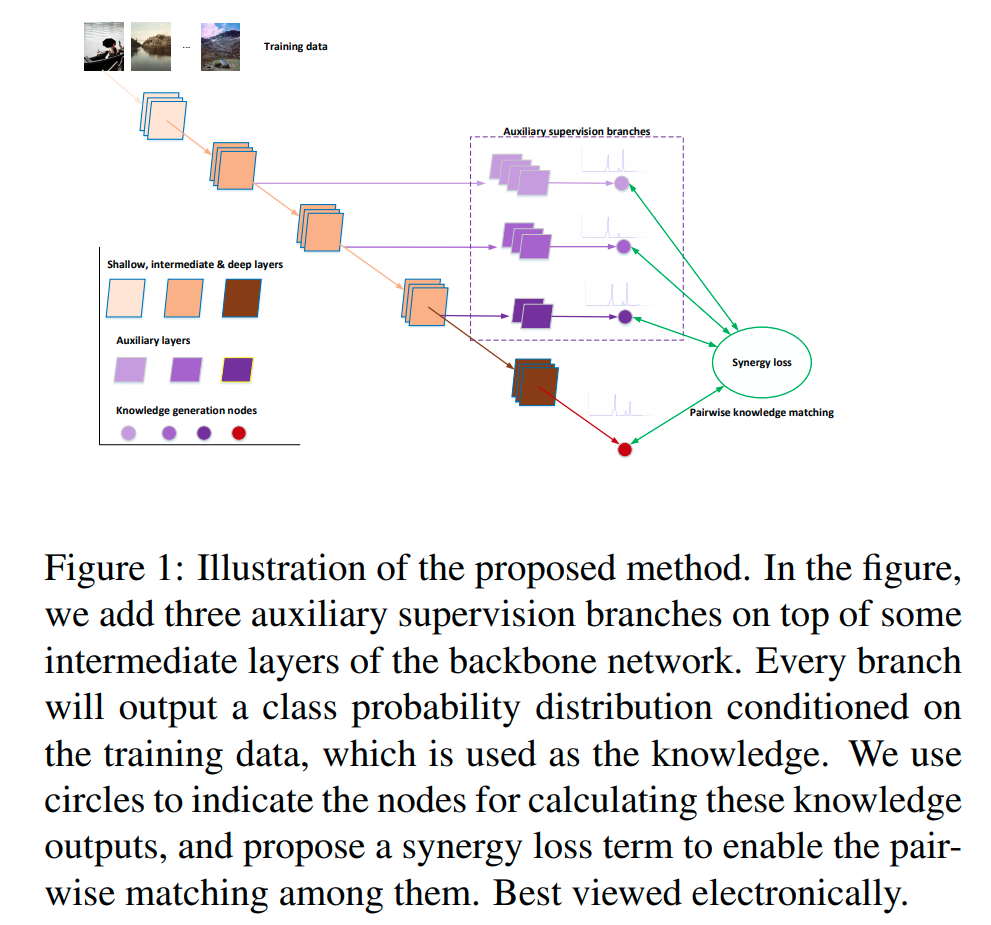 Training data
Auxiliary supervision branches
Shallow, intermediate & deep layers
Auxiliary layers
Knowledge generation nodes
Synergy loss
Pairwise knowledge matching
Figure 1: Illustration of the proposed method. In the figure,
we add three auxiliary supervision branches on top of some
intermediate layers of the backbone network. Every branch
will output a class probability distribution conditioned on
the training data, which is used as the knowledge. We use
circles to indicate the nodes for calculating these knowledge
outputs, and propose a synergy loss term to enable the pair-
wise matching among them. Best viewed electronically.